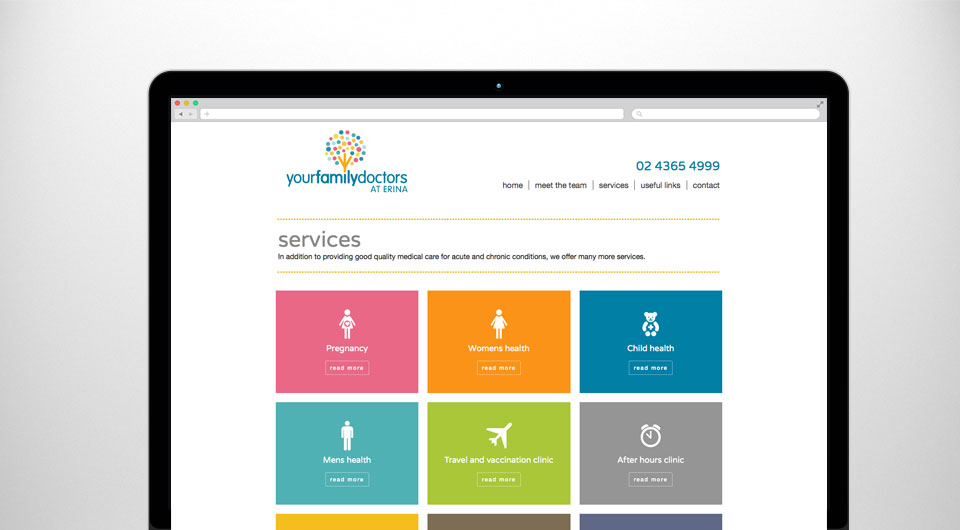 yourfamilydoctors
AT ERINA
02 4365 4999
home | meet the team | services | useful links | contact
services
In addition to providing good quality medical care for acute and chronic conditions, we offer many more services.
Pregnancy
read more
Womens health
read more
Child health
read more
Mens health
read more
Travel and vaccination clinic
read more
After hours clinic
read more